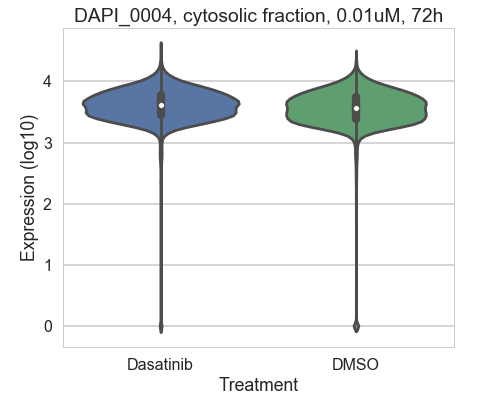 DAPI_0004, cytosolic fraction, 0.01uM, 72h
Expression (log10)
4
3
2
1
0
Dasatinib
DMSO
Treatment